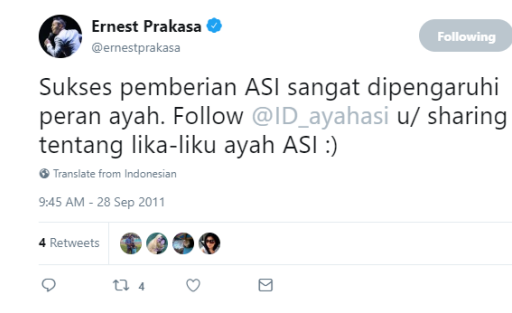 Ernest Prakasa
@ernestprakasa
Following
Sukses pemberian ASI sangat dipengaruhi
peran ayah. Follow @ID_ayahasi u/ sharing
tentang lika-liku ayah ASI :)
Translate from Indonesian
9:45 AM - 28 Sep 2011
4 Retweets
4